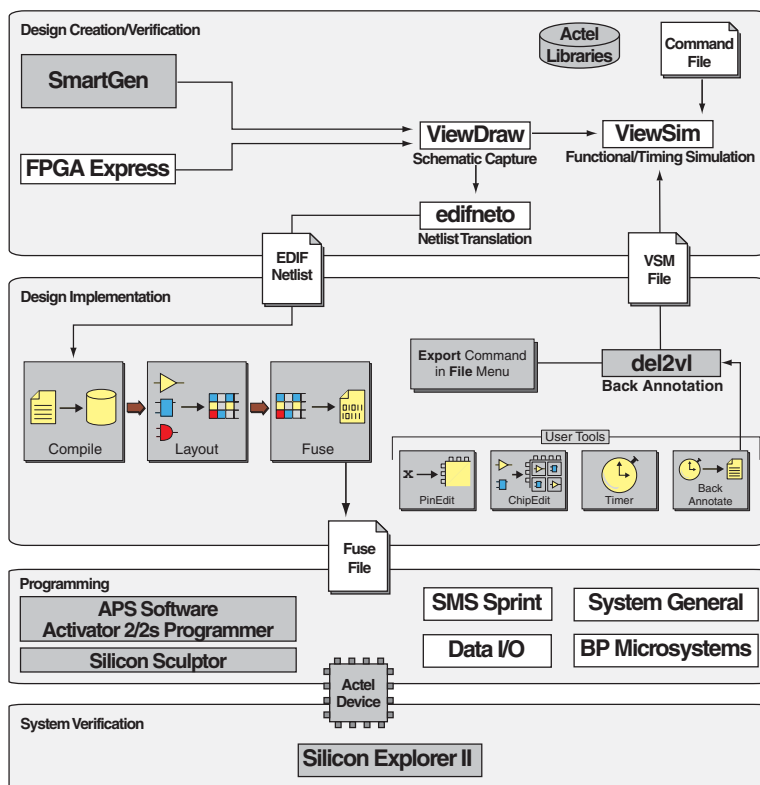 Design Creation/Verification
SmartGen
Actel
Libraries
Command
File
FPGA Express
ViewDraw
Schematic Capture
ViewSim
Functional/Timing Simulation
edifneto
Netlist Translation
EDIF
Netlist
VSM
File
Design Implementation
Export Command
in File Menu
del2vl
Back Annotation
Compile
Layout
01011
10111
Fuse
User Tools
x
PinEdit
ChipEdit
Timer
Back
Annotate
Fuse
File
Programming
APS Software
Activator 2/2s Programmer
Silicon Sculptor
SMS Sprint
System General
Data I/O
BP Microsystems
Actel
Device
System Verification
Silicon Explorer II